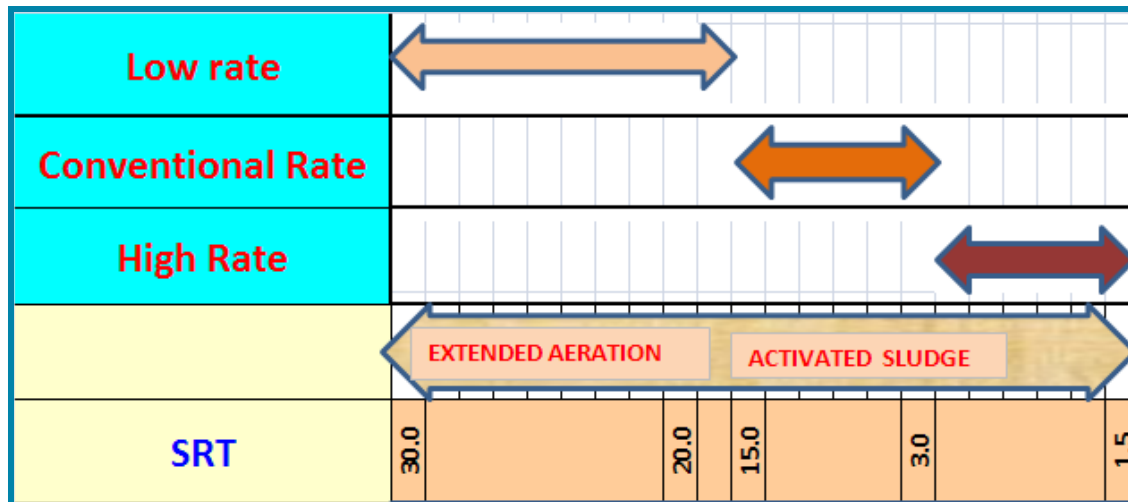 Low rate
Conventional Rate
High Rate
EXTENDED AERATION
ACTIVATED SLUDGE
SRT
30.0
20.0
15.0
3.0
1.5